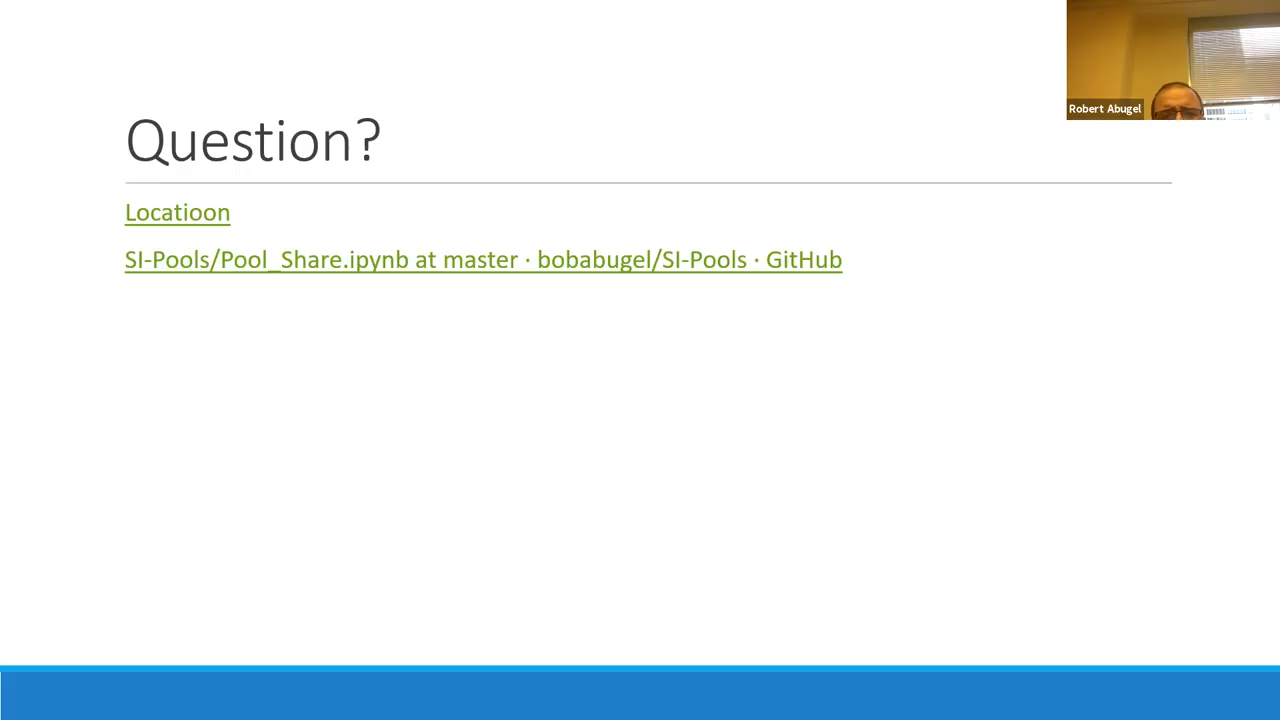 Robert Abugel
Question?
Locatioon
SI-Pools/Pool_Share.ipynb at master · bobabugel/SI-Pools · GitHub